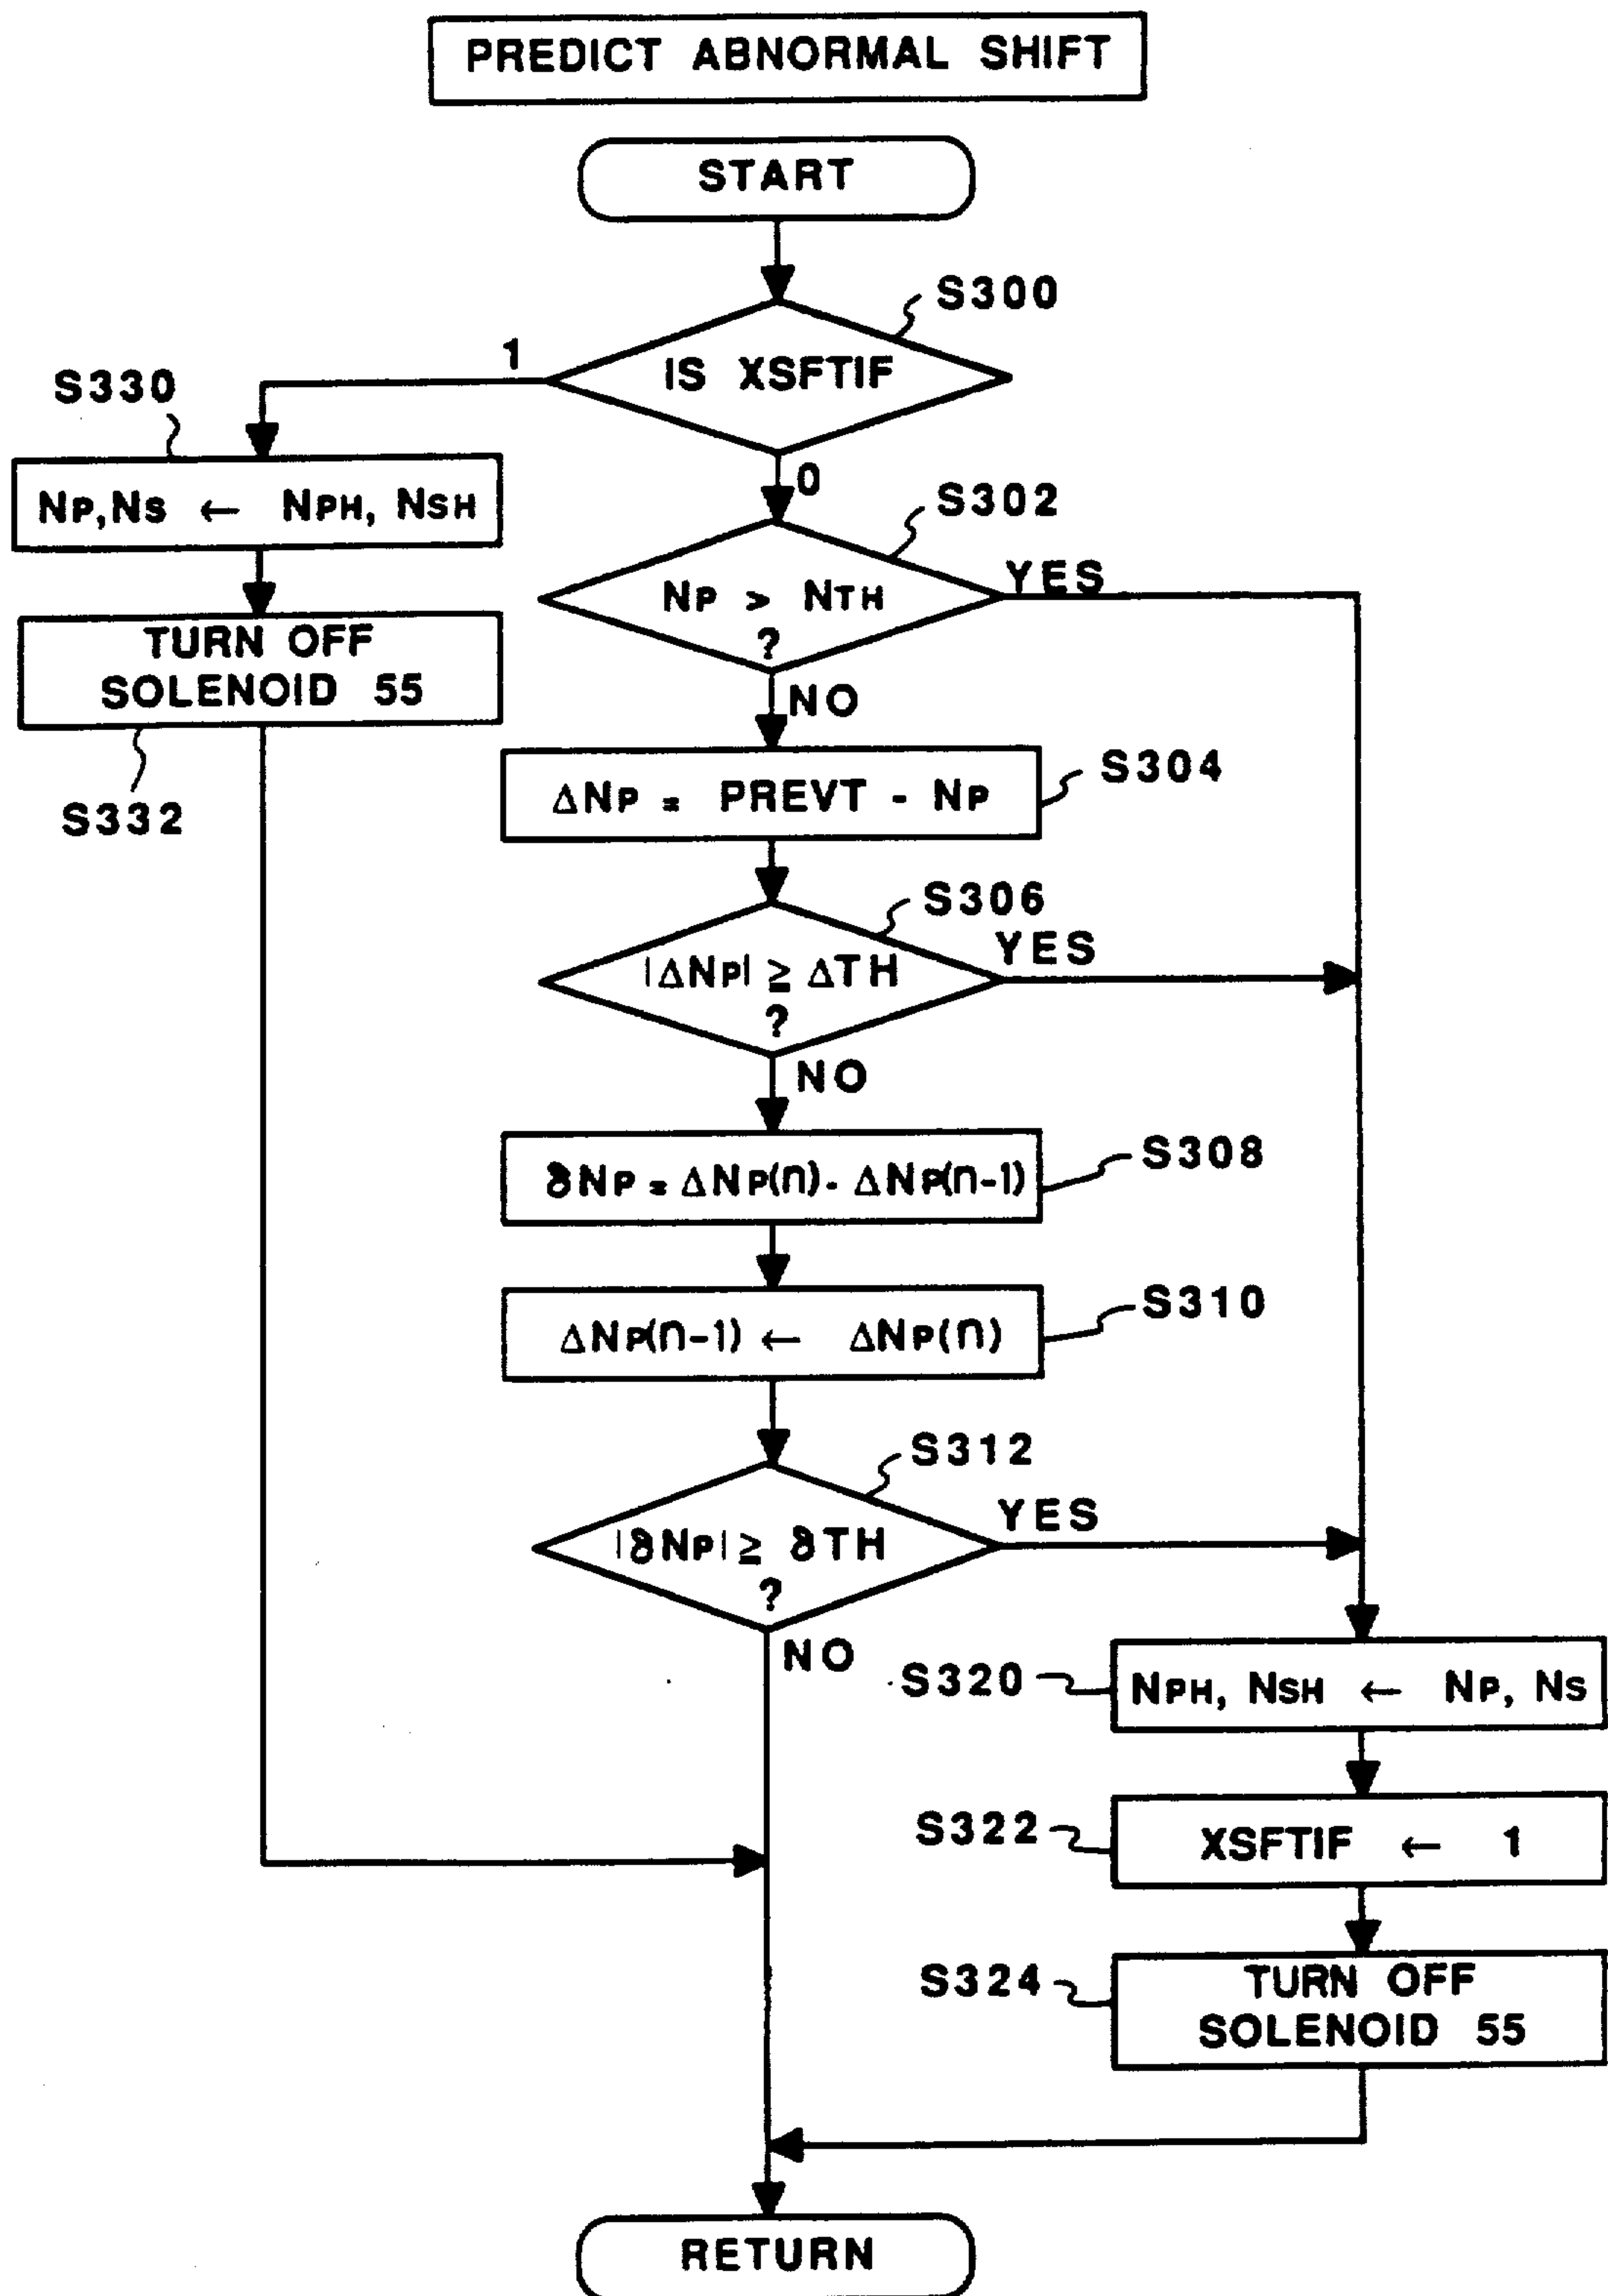 PREDICT ABNORMAL SHIFT
START
S300
IS XSFTIF
1
0
S330
NP,NS ← NPH, NSH
S302
NP > NTH
?
YES
NO
TURN OFF
SOLENOID 55
S332
S304
ΔNP = PREVT - NP
S306
|ΔNP| ≧ ΔTH
?
YES
NO
S308
δNP = ΔNP(n) - ΔNP(n-1)
S310
ΔNP(n-1) ← ΔNP(n)
S312
|δNP| ≧ δTH
?
YES
NO
S320
NPH, NSH ← NP, NS
S322
XSFTIF ← 1
S324
TURN OFF
SOLENOID 55
RETURN